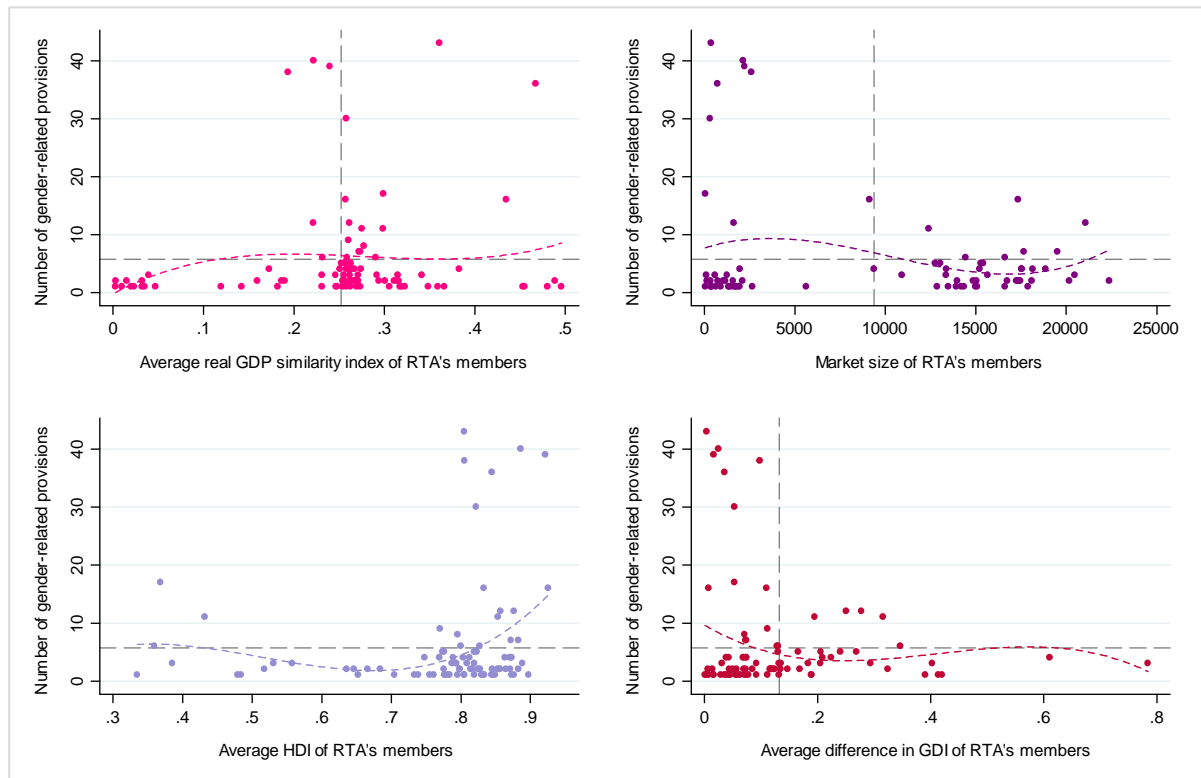 Number of gender-related provisions
40
30
20
10
0
0 .1 .2 .3 .4 .5
Average real GDP similarity index of RTA's members
Number of gender-related provisions
40
30
20
10
0
0 5000 10000 15000 20000 25000
Market size of RTA's members
Number of gender-related provisions
40
30
20
10
0
.3 .4 .5 .6 .7 .8 .9
Average HDI of RTA's members
Number of gender-related provisions
40
30
20
10
0
0 .2 .4 .6 .8
Average difference in GDI of RTA's members